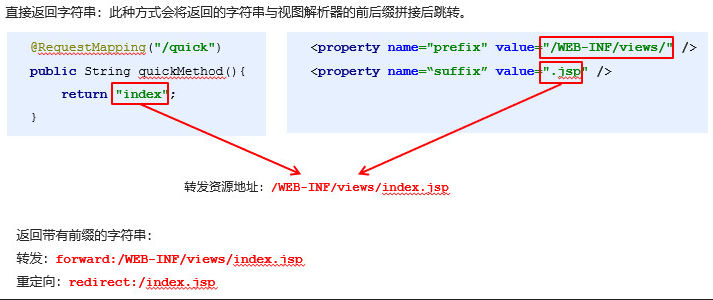 直接返回字符串：此种方式会将返回的字符串与视图解析器的前后缀拼接后跳转。
@RequestMapping("/quick")
public String quickMethod(){
return "index";
}
<property name="prefix" value="/WEB-INF/views/" />
<property name=“suffix” value=".jsp" />
转发资源地址：/WEB-INF/views/index.jsp
返回带有前缀的字符串：
转发：forward:/WEB-INF/views/index.jsp
重定向：redirect:/index.jsp